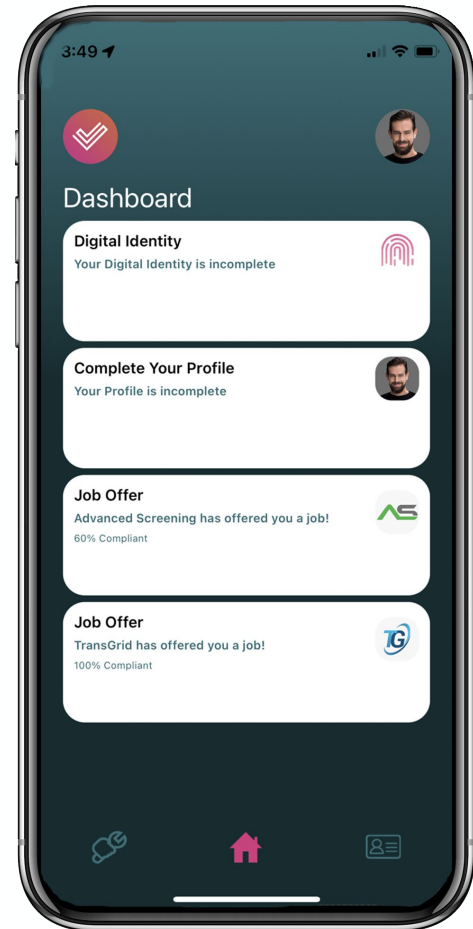 3:49
Dashboard
Digital Identity
Your Digital Identity is incomplete
Complete Your Profile
Your Profile is incomplete
Job Offer
Advanced Screening has offered you a job!
60% Compliant
AS
Job Offer
TransGrid has offered you a job!
100% Compliant
TG